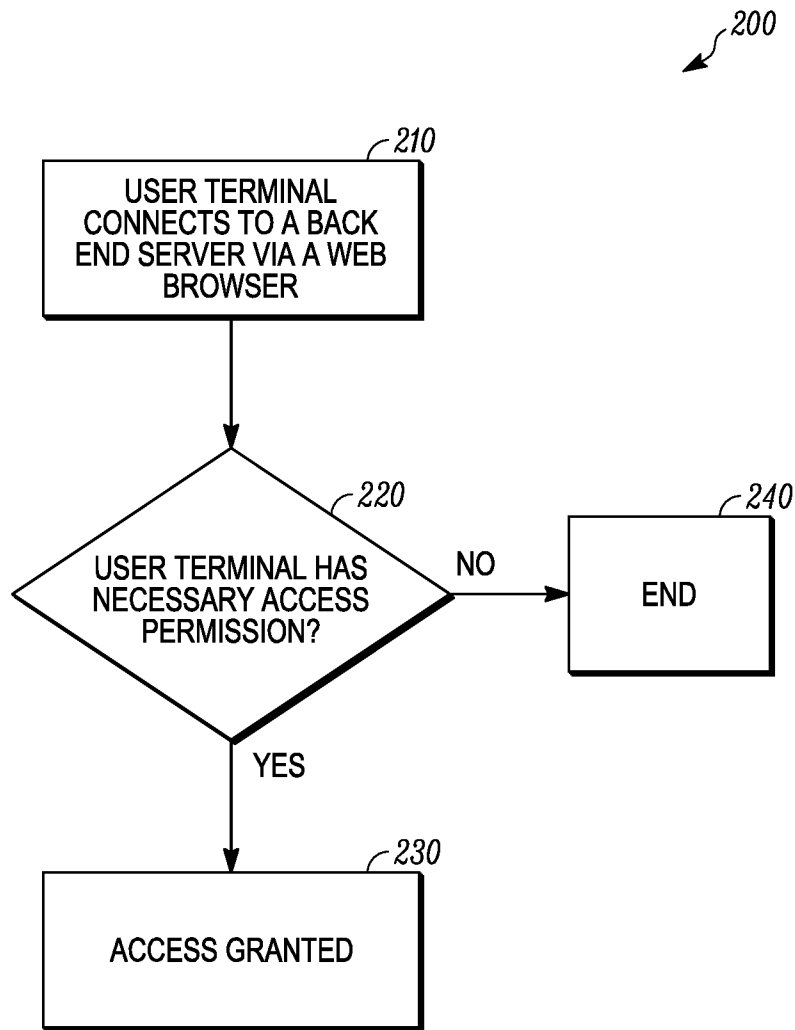 200
210
USER TERMINAL
CONNECTS TO A BACK
END SERVER VIA A WEB
BROWSER
220
USER TERMINAL HAS
NECESSARY ACCESS
PERMISSION?
NO
240
END
YES
230
ACCESS GRANTED